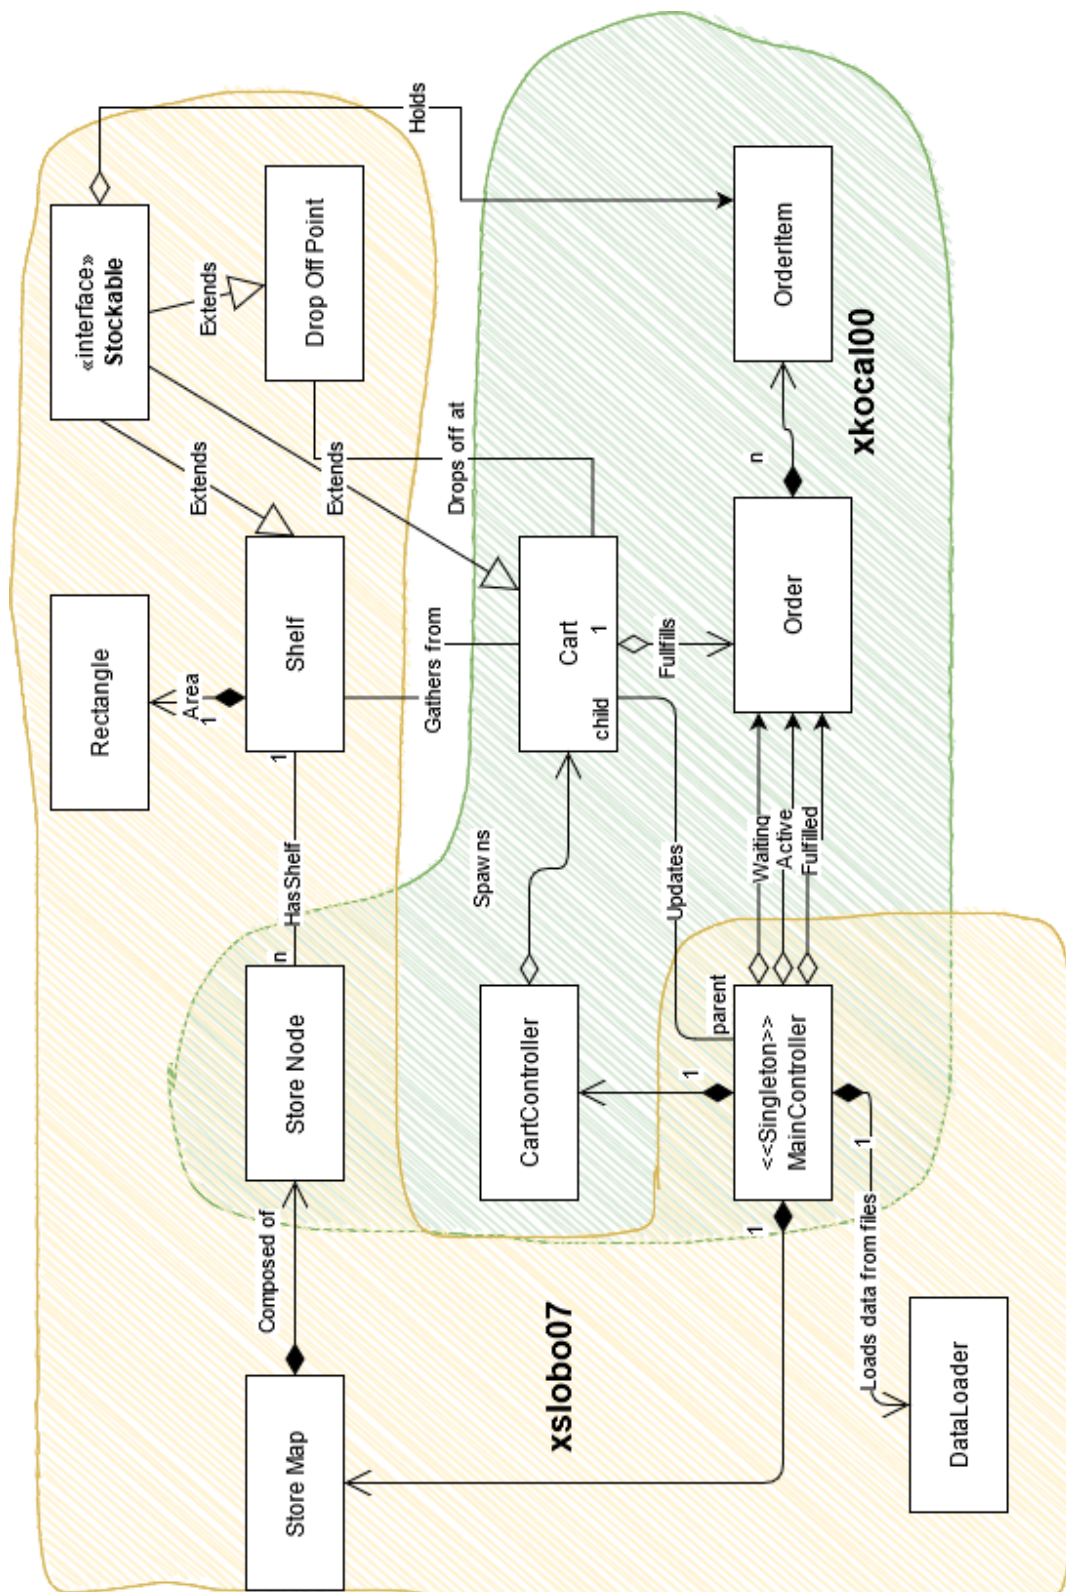 Store Map
Composed of
Store Node
n
HasShelf
1
Shelf
1
Area
Rectangle
Extends
«interface»
Stockable
Extends
Drop Off Point
Holds
Extends
Gathers from
Drops off at
xslobo07
CartController
Spawns
child
Cart
1
Fullfills
Updates
parent
1
<<Singleton>>
MainController
1
1
Loads data from files
DataLoader
Waiting
Active
Fulfilled
Order
n
OrderItem
xkocal00